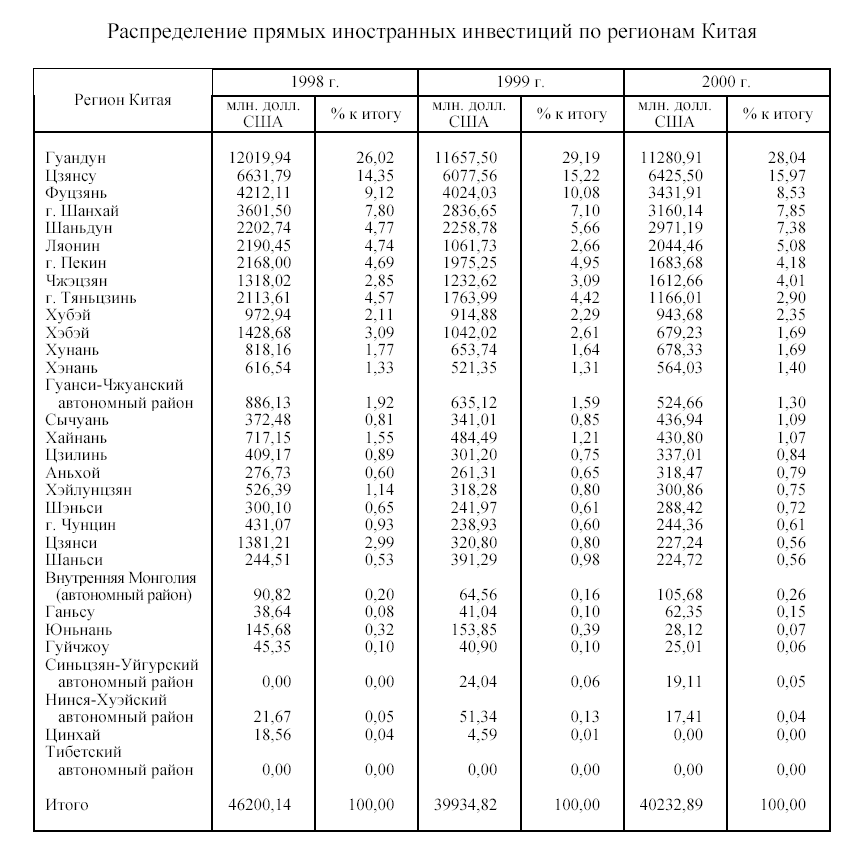 Распределение прямых иностранных инвестиций по регионам Китая
Регион Китая 1998 г. 1999 г. 2000 г.
млн. долл. США % к итогу млн. долл. США % к итогу млн. долл. США % к итогу
Гуандун 12019,94 26,02 11657,50 29,19 11280,91 28,04
Цзянсу 6631,79 14,35 6077,56 15,22 6425,50 15,97
Фуцзянь 4212,11 9,12 4024,03 10,08 3431,91 8,53
г. Шанхай 3601,50 7,80 2836,65 7,10 3160,14 7,85
Шаньдун 2202,74 4,77 2258,78 5,66 2971,19 7,38
Ляонин 2190,45 4,74 1061,73 2,66 2044,46 5,08
г. Пекин 2168,00 4,69 1975,25 4,95 1683,68 4,18
Чжэцзян 1318,02 2,85 1232,62 3,09 1612,66 4,01
г. Тяньцзинь 2113,61 4,57 1763,99 4,42 1166,01 2,90
Хубэй 972,94 2,11 914,88 2,29 943,68 2,35
Хэбэй 1428,68 3,09 1042,02 2,61 679,23 1,69
Хунань 818,16 1,77 653,74 1,64 678,33 1,69
Хэнань 616,54 1,33 521,35 1,31 564,03 1,40
Гуанси-Чжуанский
автономный район 886,13 1,92 635,12 1,59 524,66 1,30
Сычуань 372,48 0,81 341,01 0,85 436,94 1,09
Хайнань 717,15 1,55 484,49 1,21 430,80 1,07
Цзилинь 409,17 0,89 301,20 0,75 337,01 0,84
Аньхой 276,73 0,60 261,31 0,65 318,47 0,79
Хэйлунцзян 526,39 1,14 318,28 0,80 300,86 0,75
Шэньси 300,10 0,65 241,97 0,61 288,42 0,72
г. Чунцин 431,07 0,93 238,93 0,60 244,36 0,61
Цзянси 1381,21 2,99 320,80 0,80 227,24 0,56
Шаньси 244,51 0,53 391,29 0,98 224,72 0,56
Внутренняя Монголия
(автономный район) 90,82 0,20 64,56 0,16 105,68 0,26
Ганьсу 38,64 0,08 41,04 0,10 62,35 0,15
Юньнань 145,68 0,32 153,85 0,39 28,12 0,07
Гуйчжоу 45,35 0,10 40,90 0,10 25,01 0,06
Синьцзян-Уйгурский
автономный район 0,00 0,00 24,04 0,06 19,11 0,05
Нинся-Хуэйский
автономный район 21,67 0,05 51,34 0,13 17,41 0,04
Цинхай 18,56 0,04 4,59 0,01 0,00 0,00
Тибетский
автономный район 0,00 0,00 0,00 0,00 0,00 0,00
Итого 46200,14 100,00 39934,82 100,00 40232,89 100,00